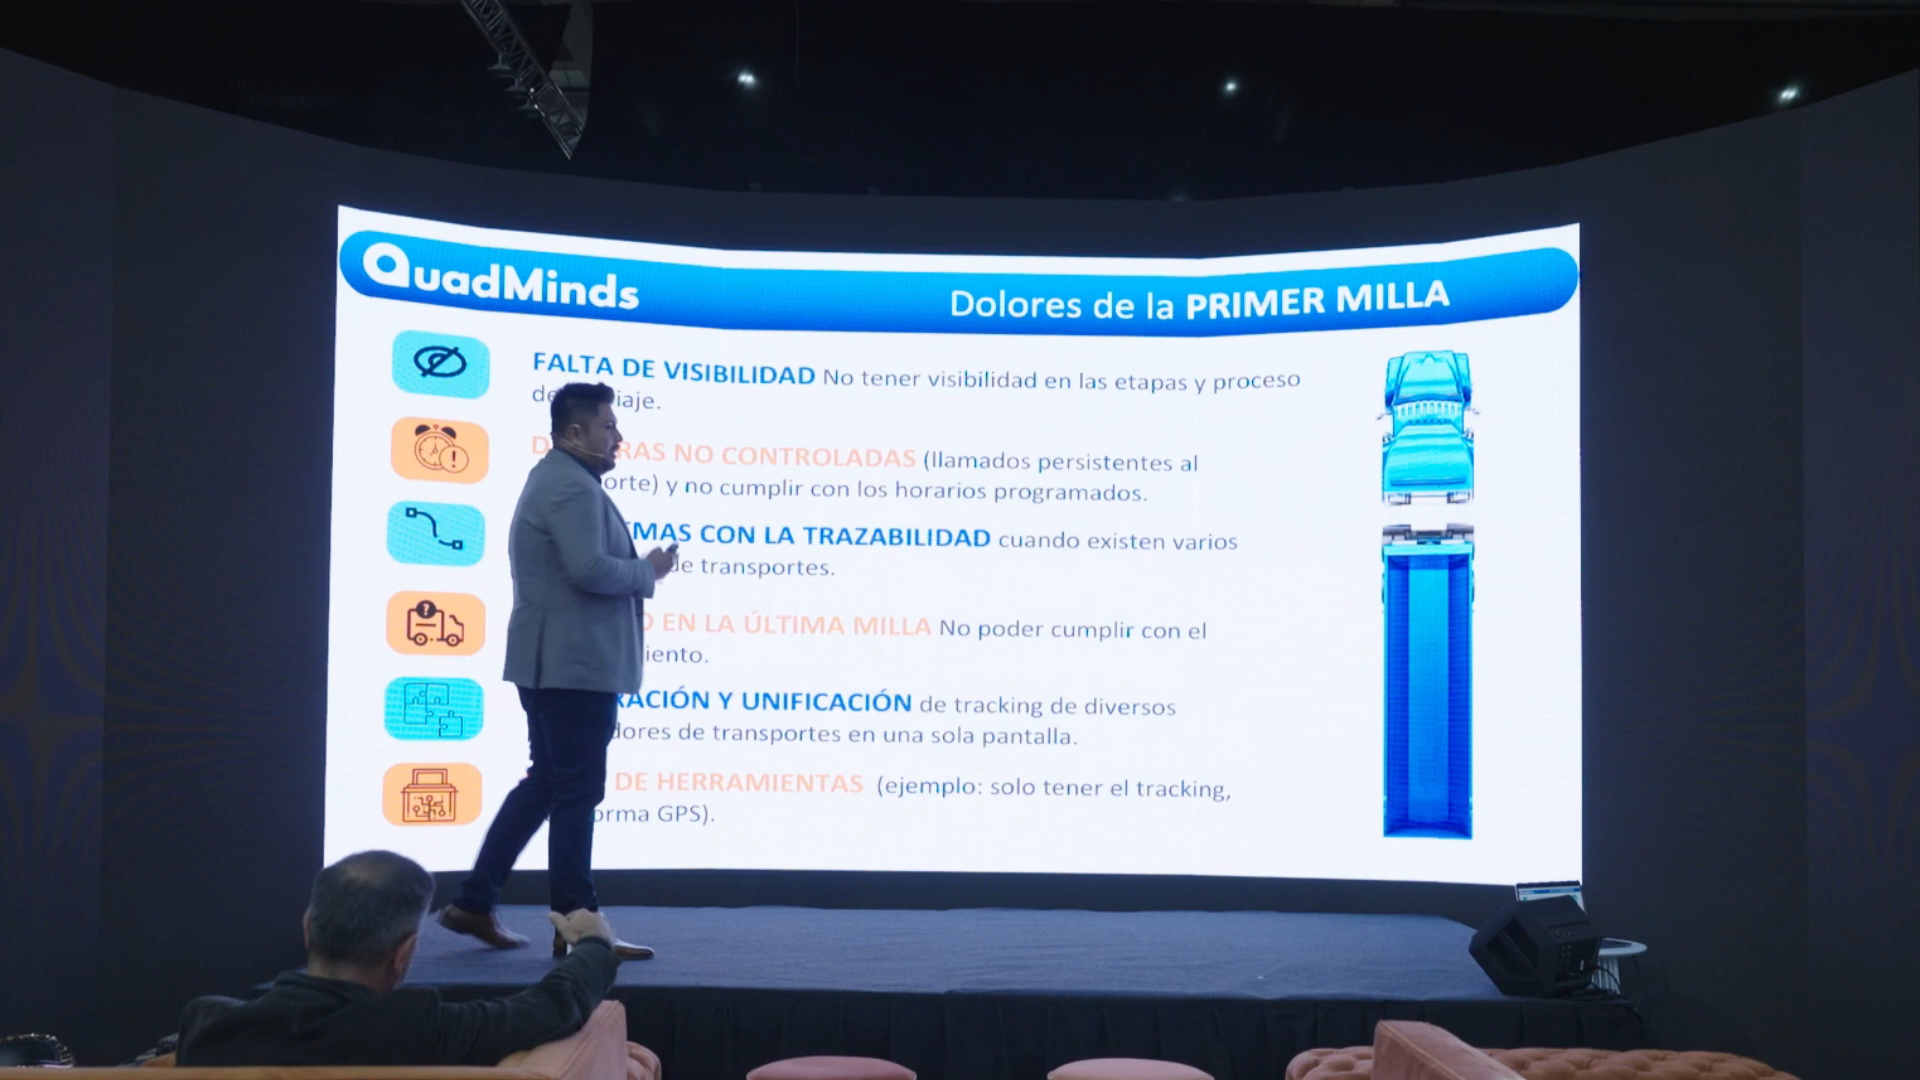 QuadMinds
Dolores de la PRIMER MILLA
FALTA DE VISIBILIDAD No tener visibilidad en las etapas y proceso
iaje.
RAS NO CONTROLADAS (llamados persistentes al
orte) y no cumplir con los horarios programados.
MAS CON LA TRAZABILIDAD cuando existen varios
de transportes.
EN LA ÚLTIMA MILLA No poder cumplir con el
iento.
RACIÓN Y UNIFICACIÓN de tracking de diversos
dores de transportes en una sola pantalla.
DE HERRAMIENTAS (ejemplo: solo tener el tracking,
orma GPS).